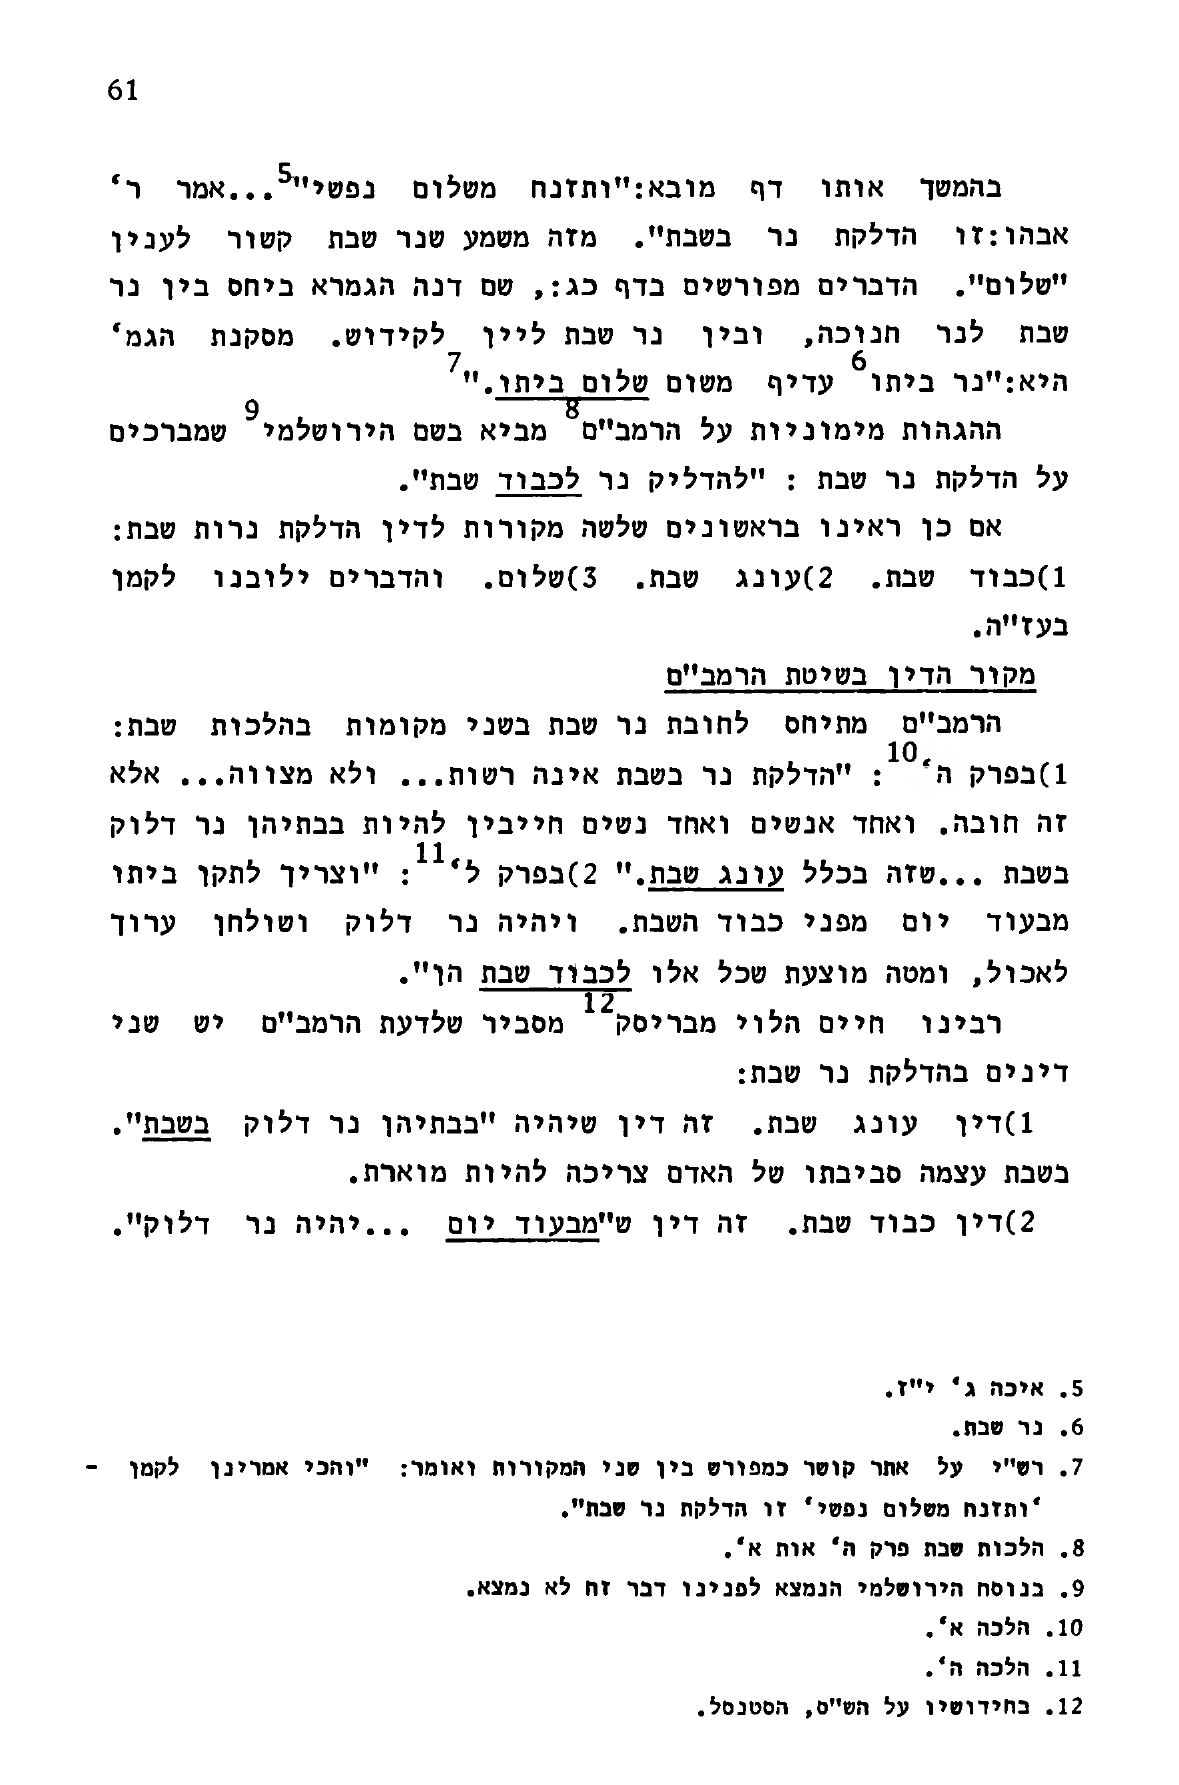 61
בהמשך אותו דף מובא:"ותזנח משלום נפשי"5...אמר ר'
אבהו:זו הדלקת נר בשבת". מזה משמע שנר שבת קשור לענין
"שלום". הדברים מפורשים בדף כג:, שם דנה הגמרא ביחס בין נר
שבת לנר חנוכה, ובין נר שבת ליין לקידוש. מסקנת הגמ'
היא:"נר ביתו6 עדיף משום שלום ביתו."7
ההגהות מימוניות על הרמב"ם8 מביא בשם הירושלמי9 שמברכים
על הדלקת נר שבת : "להדליק נר לכבוד שבת".
אם כן ראינו בראשונים שלשה מקורות לדין הדלקת נרות שבת:
1)כבוד שבת. 2)עונג שבת. 3)שלום. והדברים ילובנו לקמן
בעז"ה.
מקור הדין בשיטת הרמב"ם
הרמב"ם מתיחס לחובת נר שבת בשני מקומות בהלכות שבת:
1)בפרק ה'10: "הדלקת נר בשבת אינה רשות... ולא מצווה... אלא
זה חובה. ואחד אנשים ואחד נשים חייבין להיות בבתיהן נר דלוק
בשבת ...שזה בכלל עונג שבת." 2)בפרק ל'11: "וצריך לתקן ביתו
מבעוד יום מפני כבוד השבת. ויהיה נר דלוק ושולחן ערוך
לאכול, ומטה מוצעת שכל אלו לכבוד שבת הן".
רבינו חיים הלוי מבריסק12 מסביר שלדעת הרמב"ם יש שני
דינים בהדלקת נר שבת:
1)דין עונג שבת. זה דין שיהיה "בבתיהן נר דלוק בשבת".
בשבת עצמה סביבתו של האדם צריכה להיות מוארת.
2)דין כבוד שבת. זה דין ש"מבעוד יום ...יהיה נר דלוק".
5. איכה ג' י"ז.
6. נר שבת.
7. רש"י על אתר קושר כמפורש בין שני המקורות ואומר: "והכי אמרינן לקמן -
'ותזנח משלום נפשי' זו הדלקת נר שבת".
8. הלכות שבת פרק ה' אות א'.
9. בנוסח הירושלמי הנמצא לפנינו דבר זה לא נמצא.
10. הלכה א'.
11. הלכה ה'.
12. בחידושיו על הש"ס, הסטנסל.